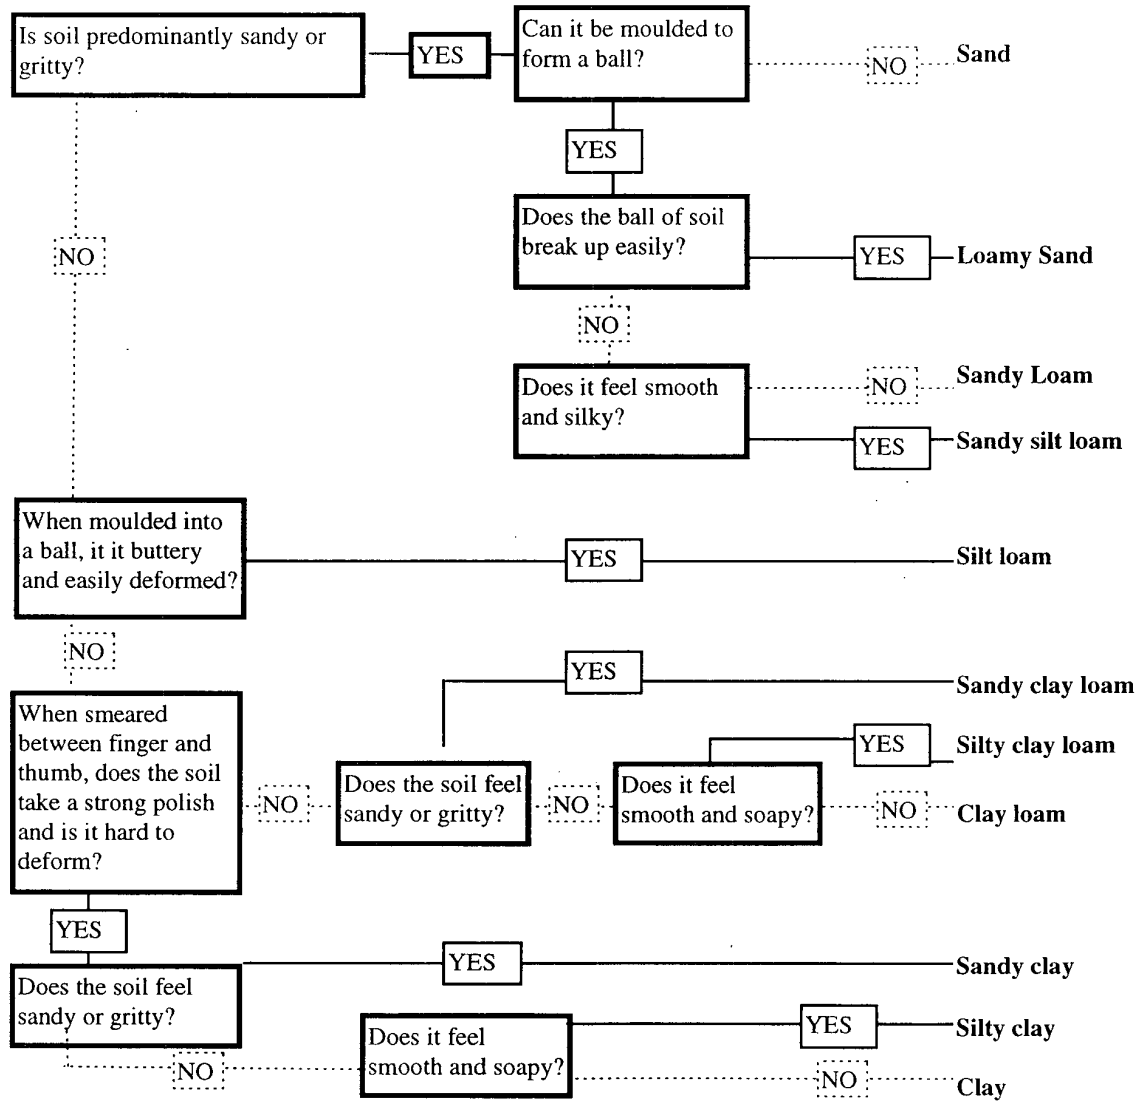 Is soil predominantly sandy or
gritty?
YES
Can it be moulded to
form a ball?
NO
Sand
YES
Does the ball of soil
break up easily?
YES
Loamy Sand
NO
NO
Does it feel smooth
and silky?
NO
Sandy Loam
YES
Sandy silt loam
When moulded into
a ball, it it buttery
and easily deformed?
YES
Silt loam
NO
YES
Sandy clay loam
When smeared
between finger and
thumb, does the soil
take a strong polish
and is it hard to
deform?
NO
Does the soil feel
sandy or gritty?
NO
Does it feel
smooth and soapy?
YES
Silty clay loam
NO
Clay loam
YES
Does the soil feel
sandy or gritty?
YES
Sandy clay
NO
Does it feel
smooth and soapy?
YES
Silty clay
NO
Clay